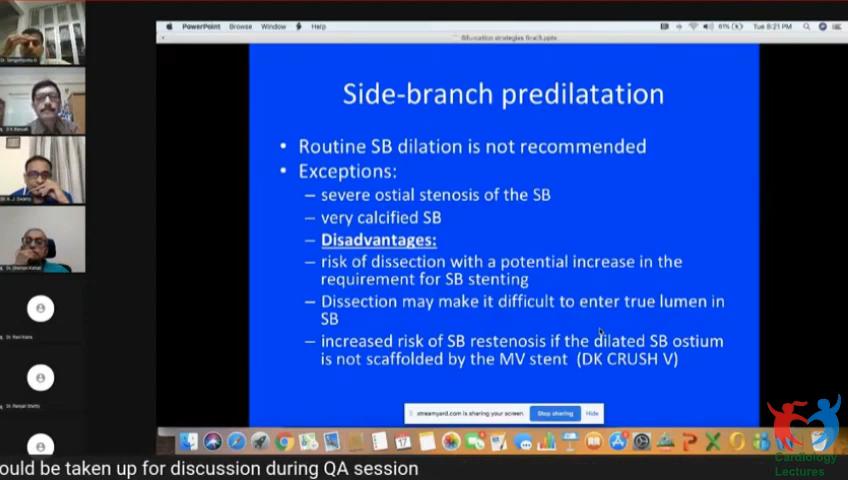 PowerPoint Browse Window Help
61% Tue 8:21 PM
Bifurcation strategies final3.pptx
Side-branch predilatation
• Routine SB dilation is not recommended
• Exceptions:
– severe ostial stenosis of the SB
– very calcified SB
– Disadvantages:
– risk of dissection with a potential increase in the
requirement for SB stenting
– Dissection may make it difficult to enter true lumen in
SB
– increased risk of SB restenosis if the dilated SB ostium
is not scaffolded by the MV stent (DK CRUSH V)
streamyard.com is sharing your screen. Stop sharing Hide
17
Cardiology
Lectures
ould be taken up for discussion during QA session